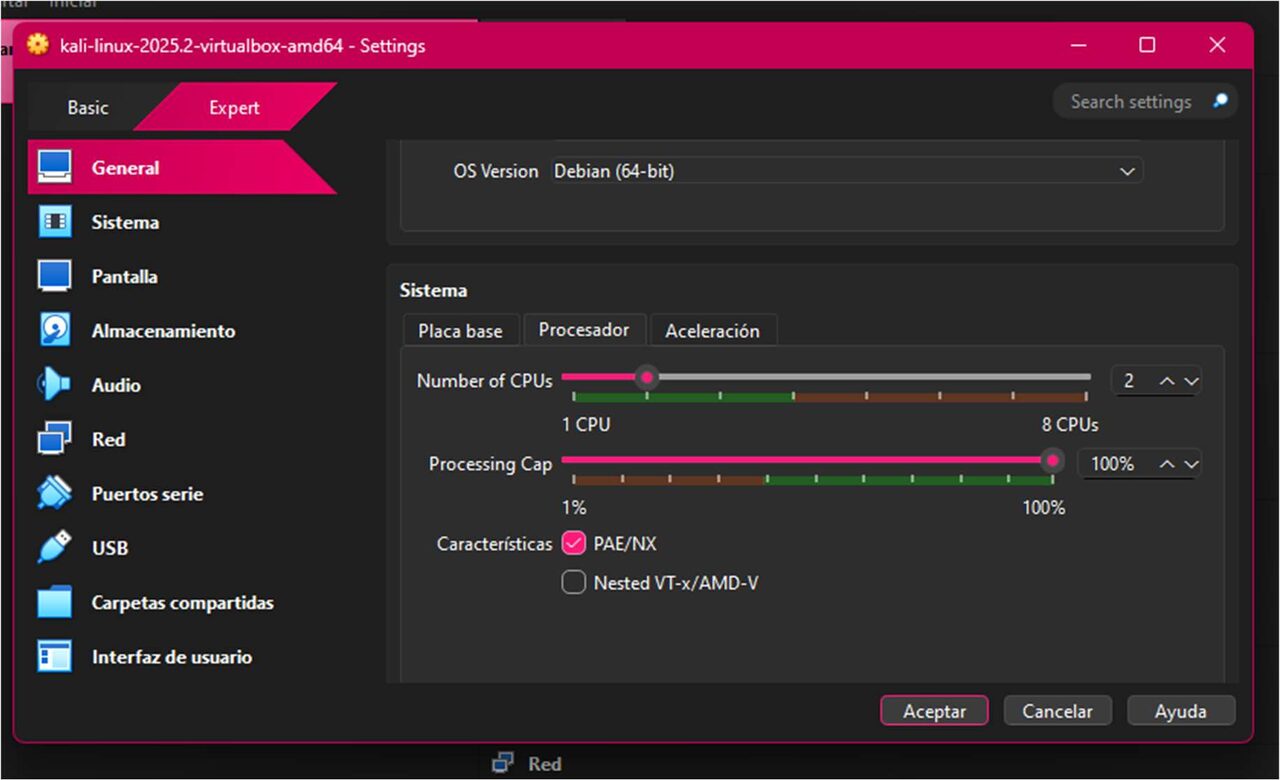 Iniciar
kali-linux-2025.2-virtualbox-amd64 - Settings
Basic
Expert
Search settings
General
Sistema
Pantalla
Almacenamiento
Audio
Red
Puertos serie
USB
Carpetas compartidas
Interfaz de usuario
OS Version Debian (64-bit)
Sistema
Placa base Procesador Aceleración
Number of CPUs 2
1 CPU 8 CPUs
Processing Cap 100%
1% 100%
Características PAE/NX
Nested VT-x/AMD-V
Aceptar Cancelar Ayuda
Red